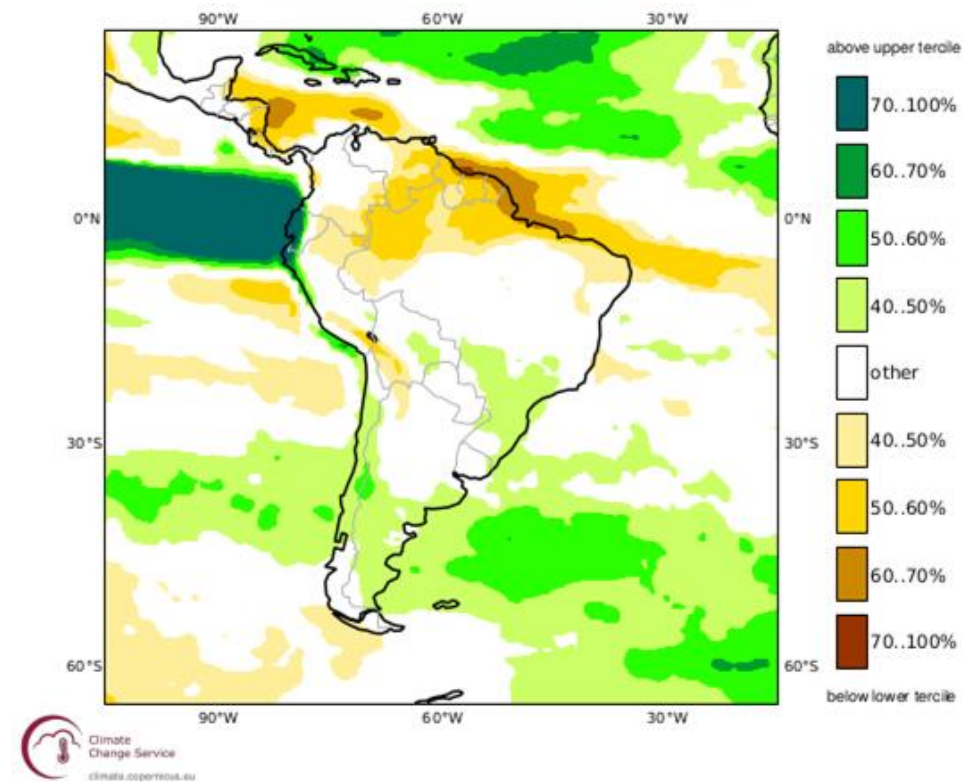 90°W 60°W 30°W
above upper tercile
70..100%
60..70%
50..60%
40..50%
other
40..50%
50..60%
60..70%
70..100%
below lower tercile
0°N 0°N
30°S 30°S
60°S 60°S
90°W 60°W 30°W
Climate
Change Service
climate.copernicus.eu